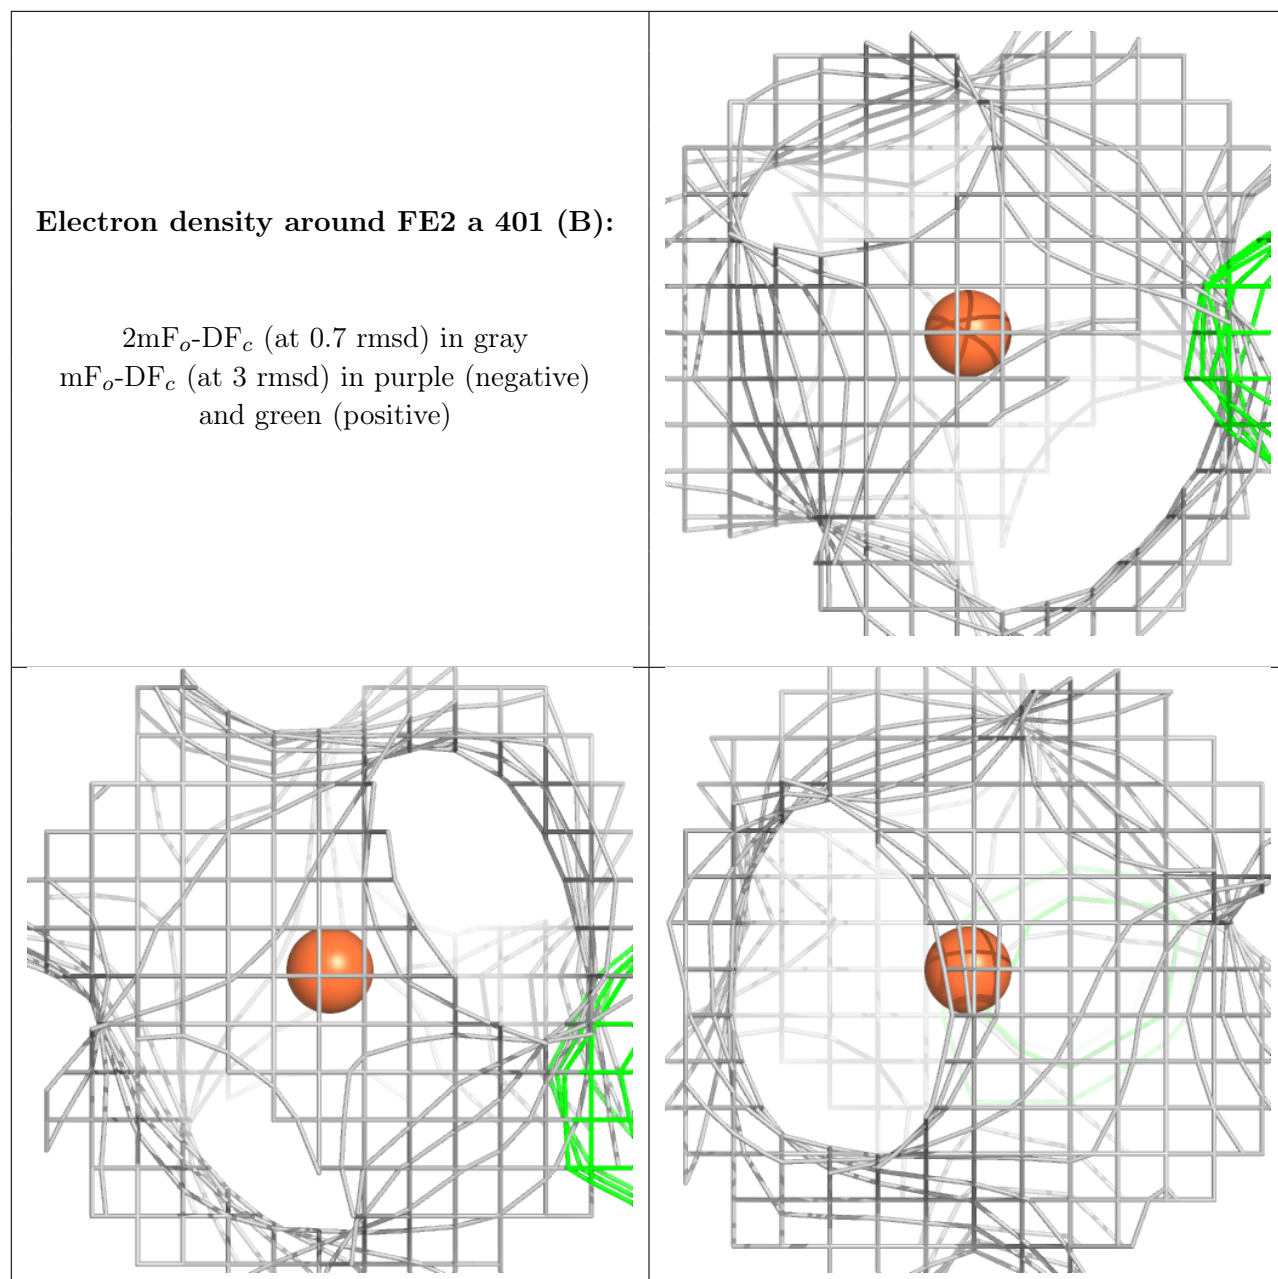 Electron density around FE2 a 401 (B):
2mFₒ-DF𝑐 (at 0.7 rmsd) in gray
mFₒ-DF𝑐 (at 3 rmsd) in purple (negative)
and green (positive)